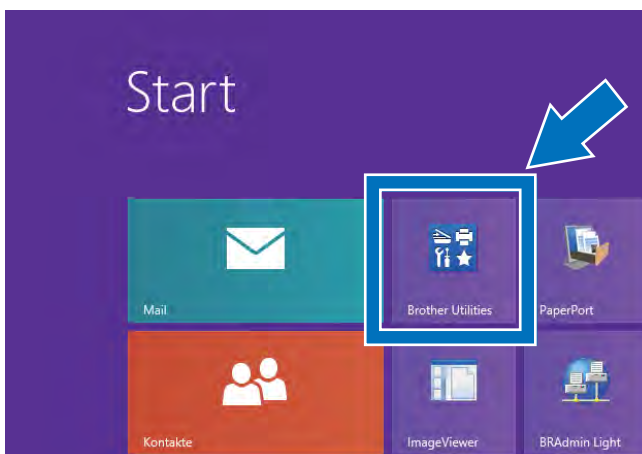 Start
Mail
Brother Utilities
PaperPort
Kontakte
ImageViewer
BRAdmin Light